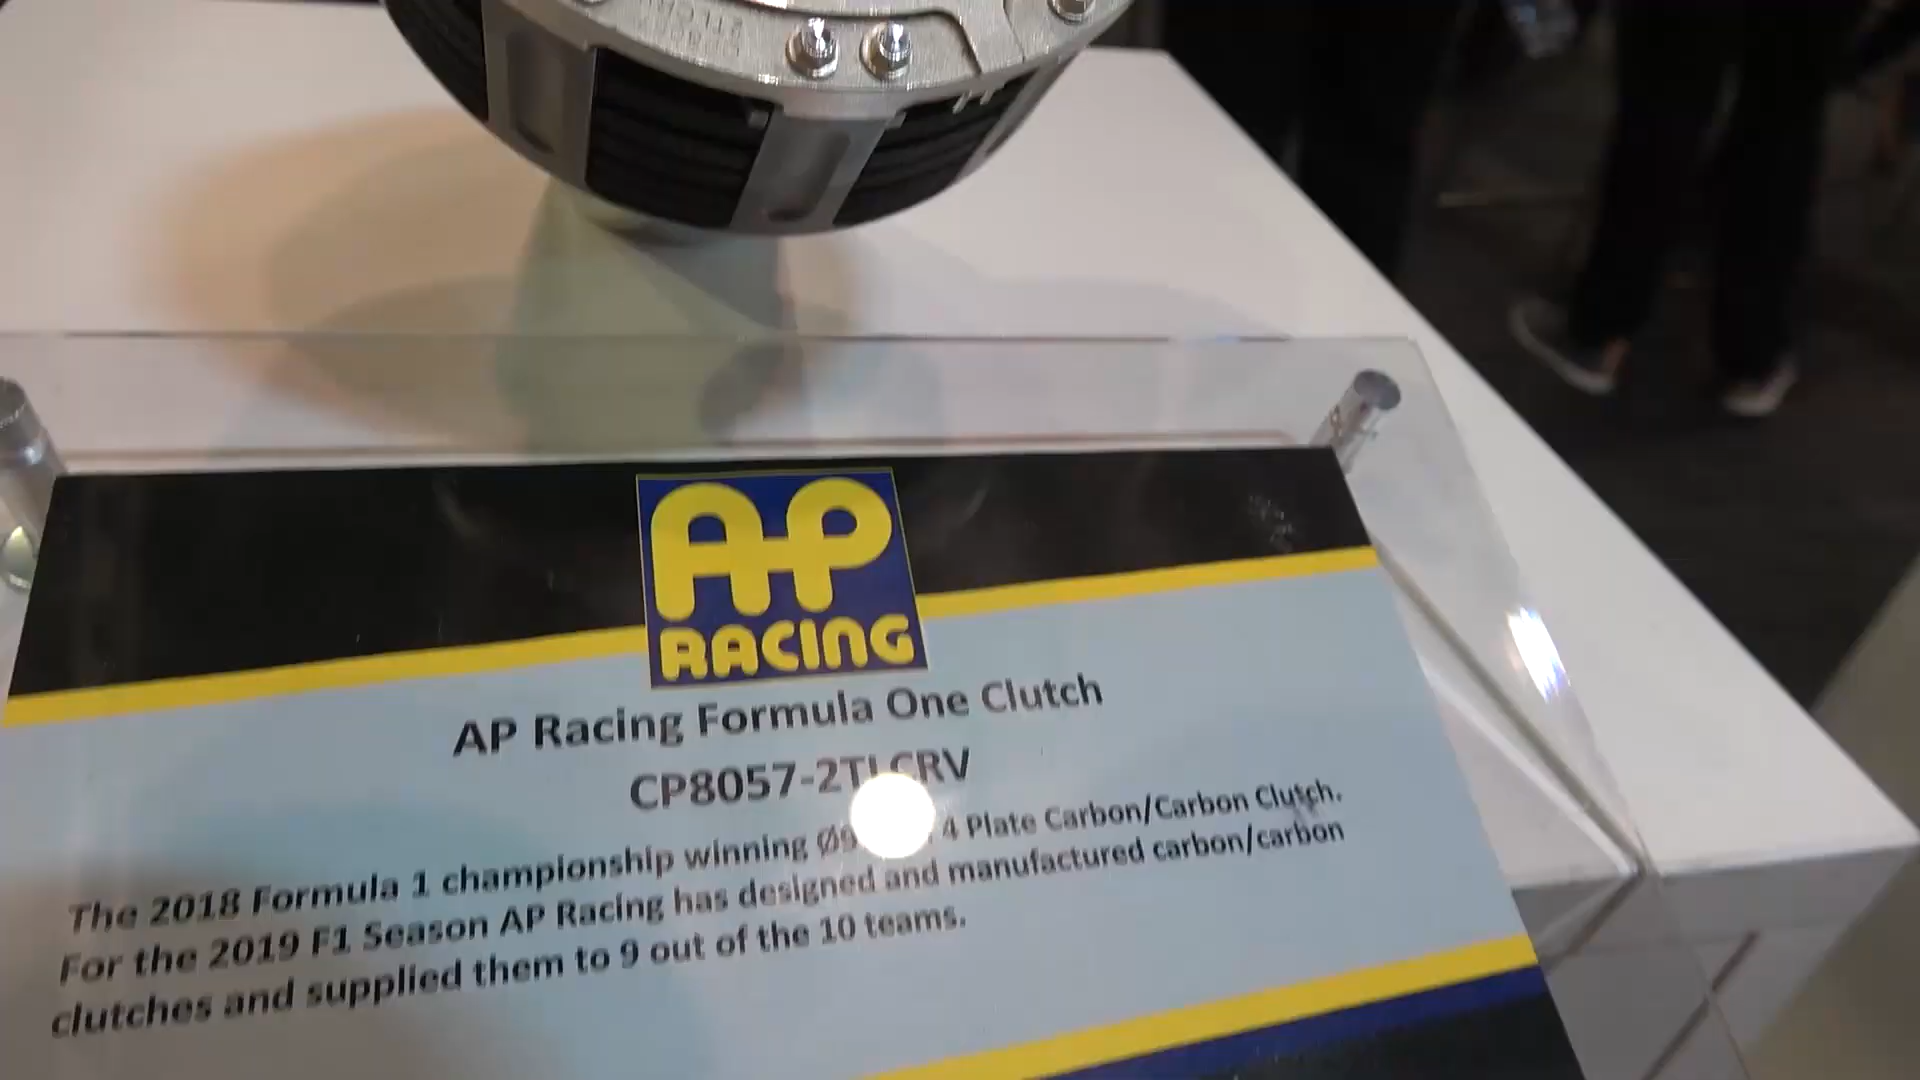 AP
RACING
AP Racing Formula One Clutch
CP8057-2TLCRV
The 2018 Formula 1 championship winning 4 Plate Carbon/Carbon Clutch.
For the 2019 F1 Season AP Racing has designed and manufactured carbon/carbon
clutches and supplied them to 9 out of the 10 teams.